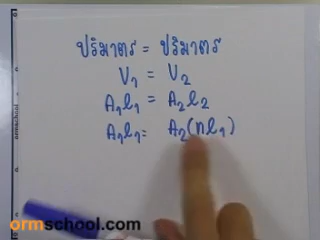 ปริมาตร = ปริมาตร
V₁ = V₂
A₁ℓ₁ = A₂ℓ₂
A₁ℓ₁ = A₂(nℓ₁)
ormschool.com